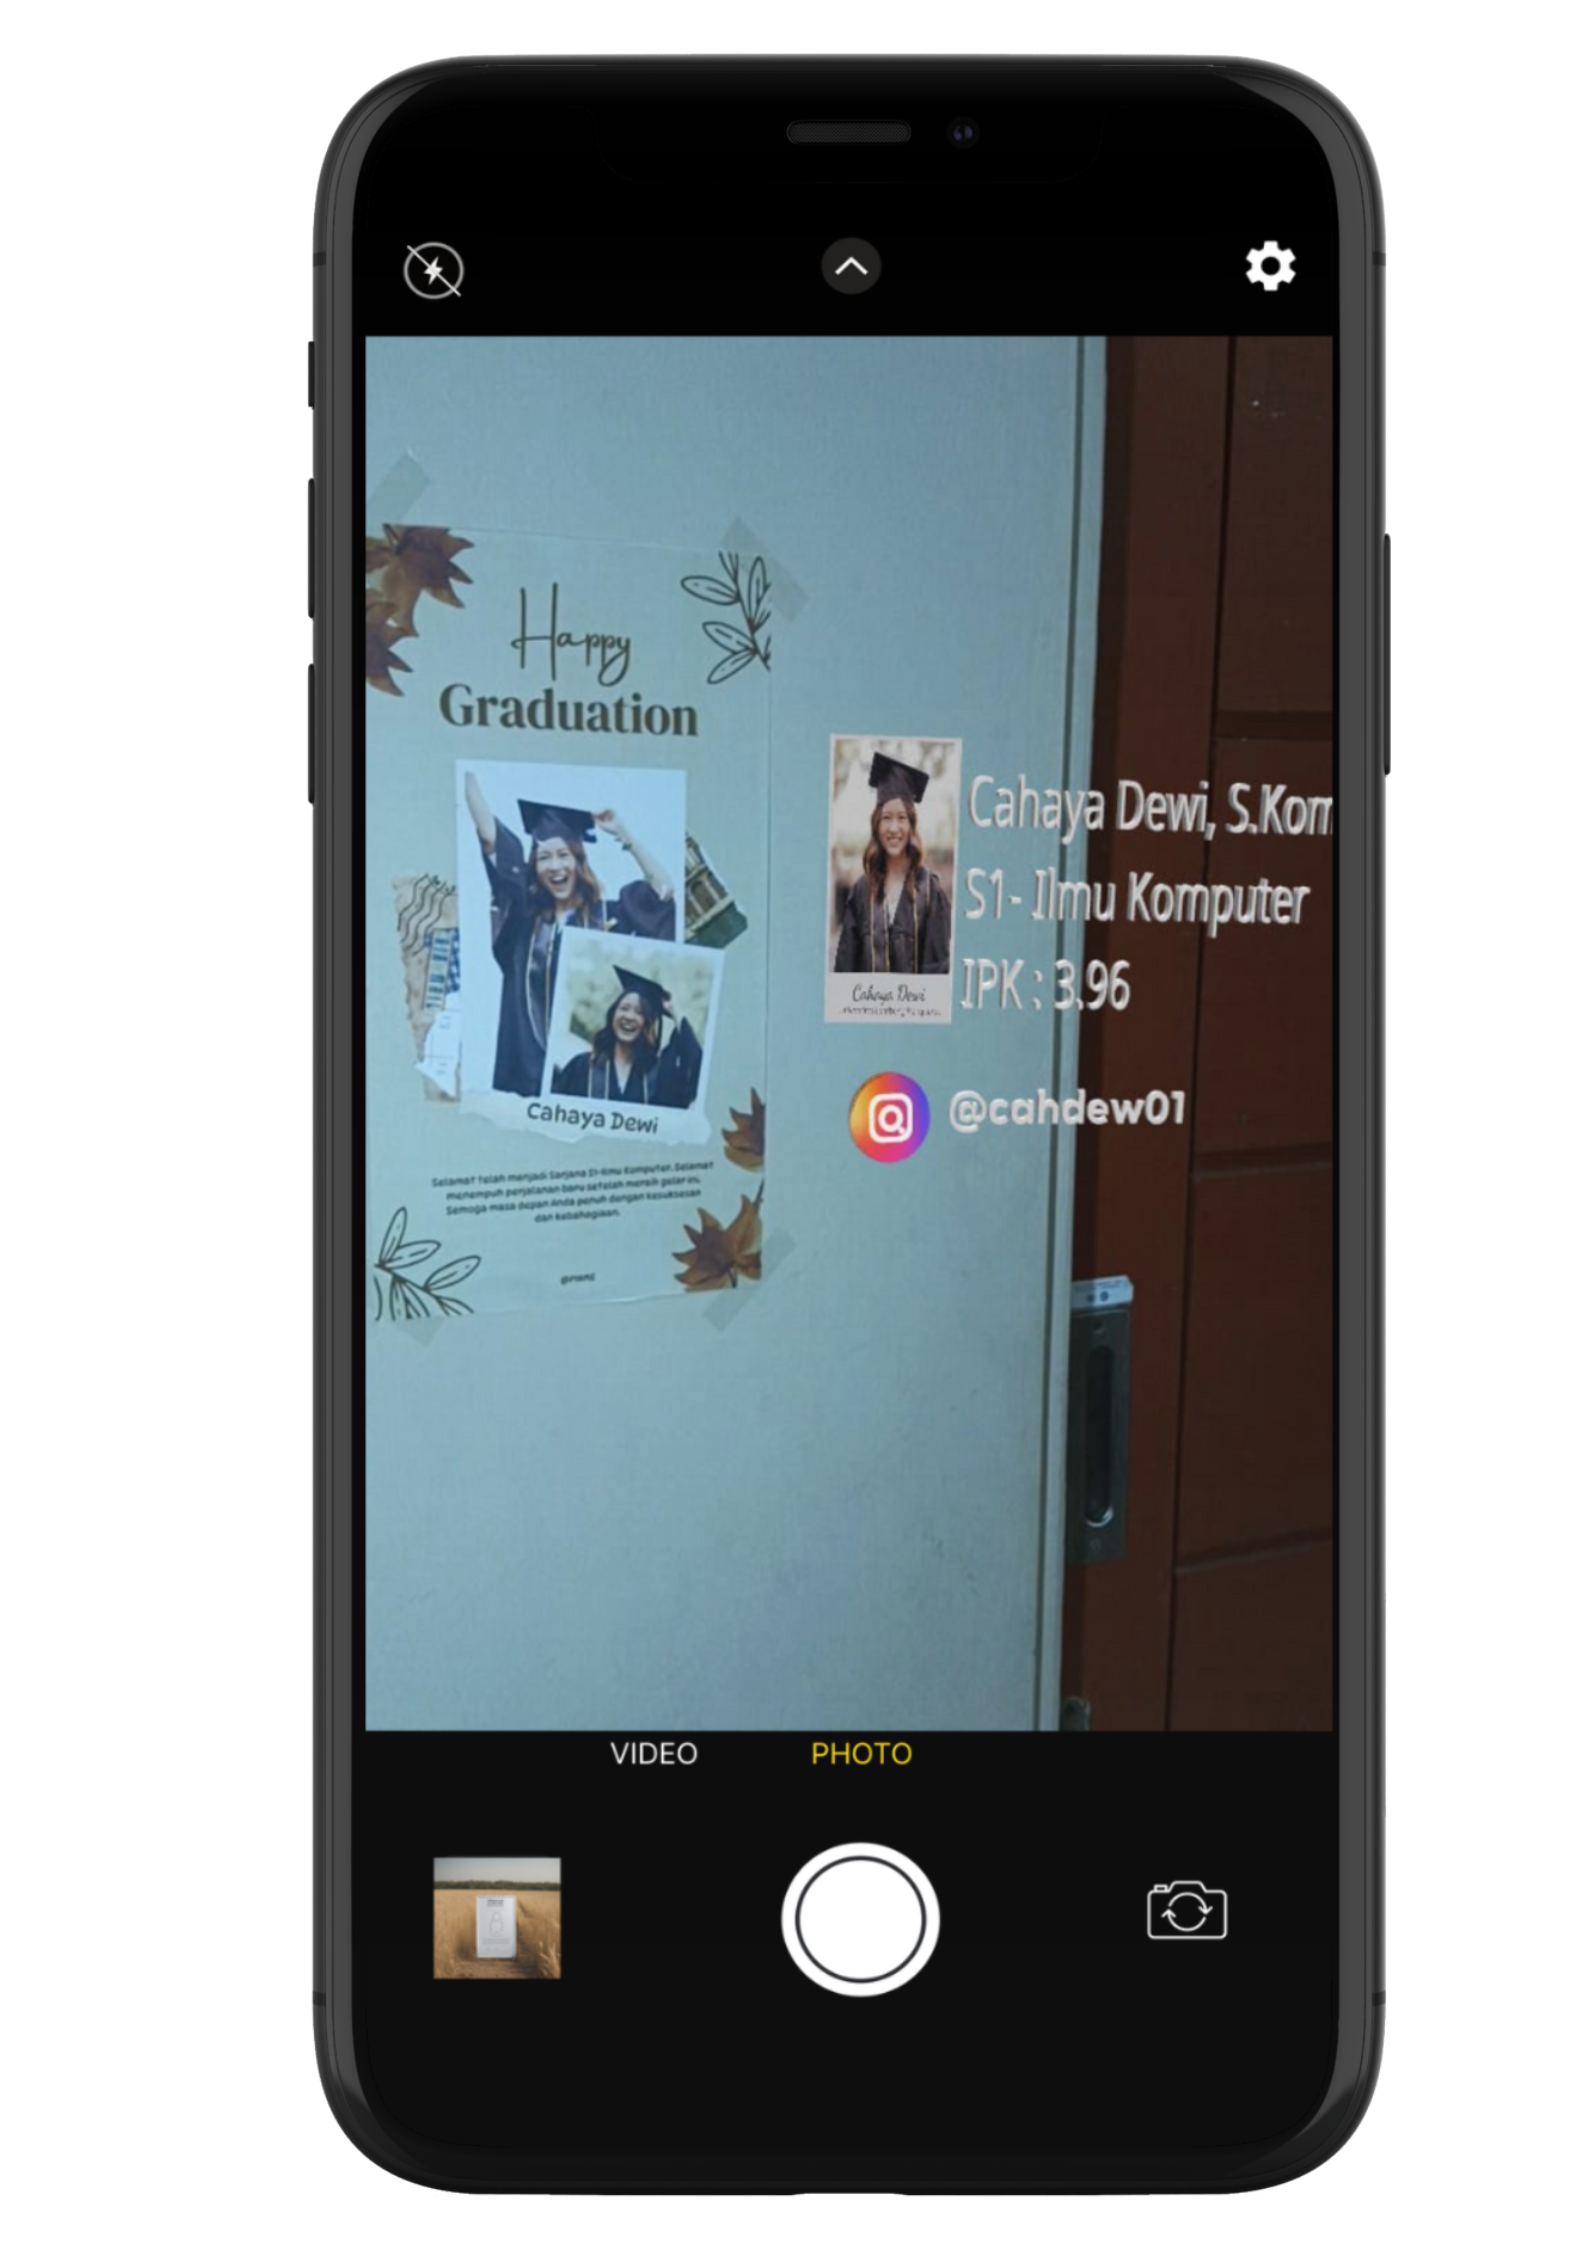 Happy
Graduation
Cahaya Dewi
Selamat telah menjadi Sarjana S1-Ilmu Komputer. Selamat
menempuh perjalanan baru setelah meraih gelar ini.
Semoga masa depan Anda penuh dengan kesuksesan
dan kebahagiaan.
Cahaya Dewi, S.Kom
S1- Ilmu Komputer
IPK : 3.96
Cahaya Dewi
@cahdew01
VIDEO
PHOTO